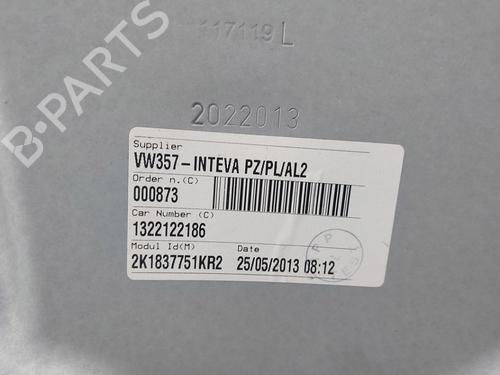 B-PARTS
117119 L
2022013
Supplier
VW357-INTEVA PZ/PL/AL2
Order n.(C)
000873
Car Number (C)
1322122186
Modul Id(M) Date
2K1837751KR2 25/05/2013 08:12